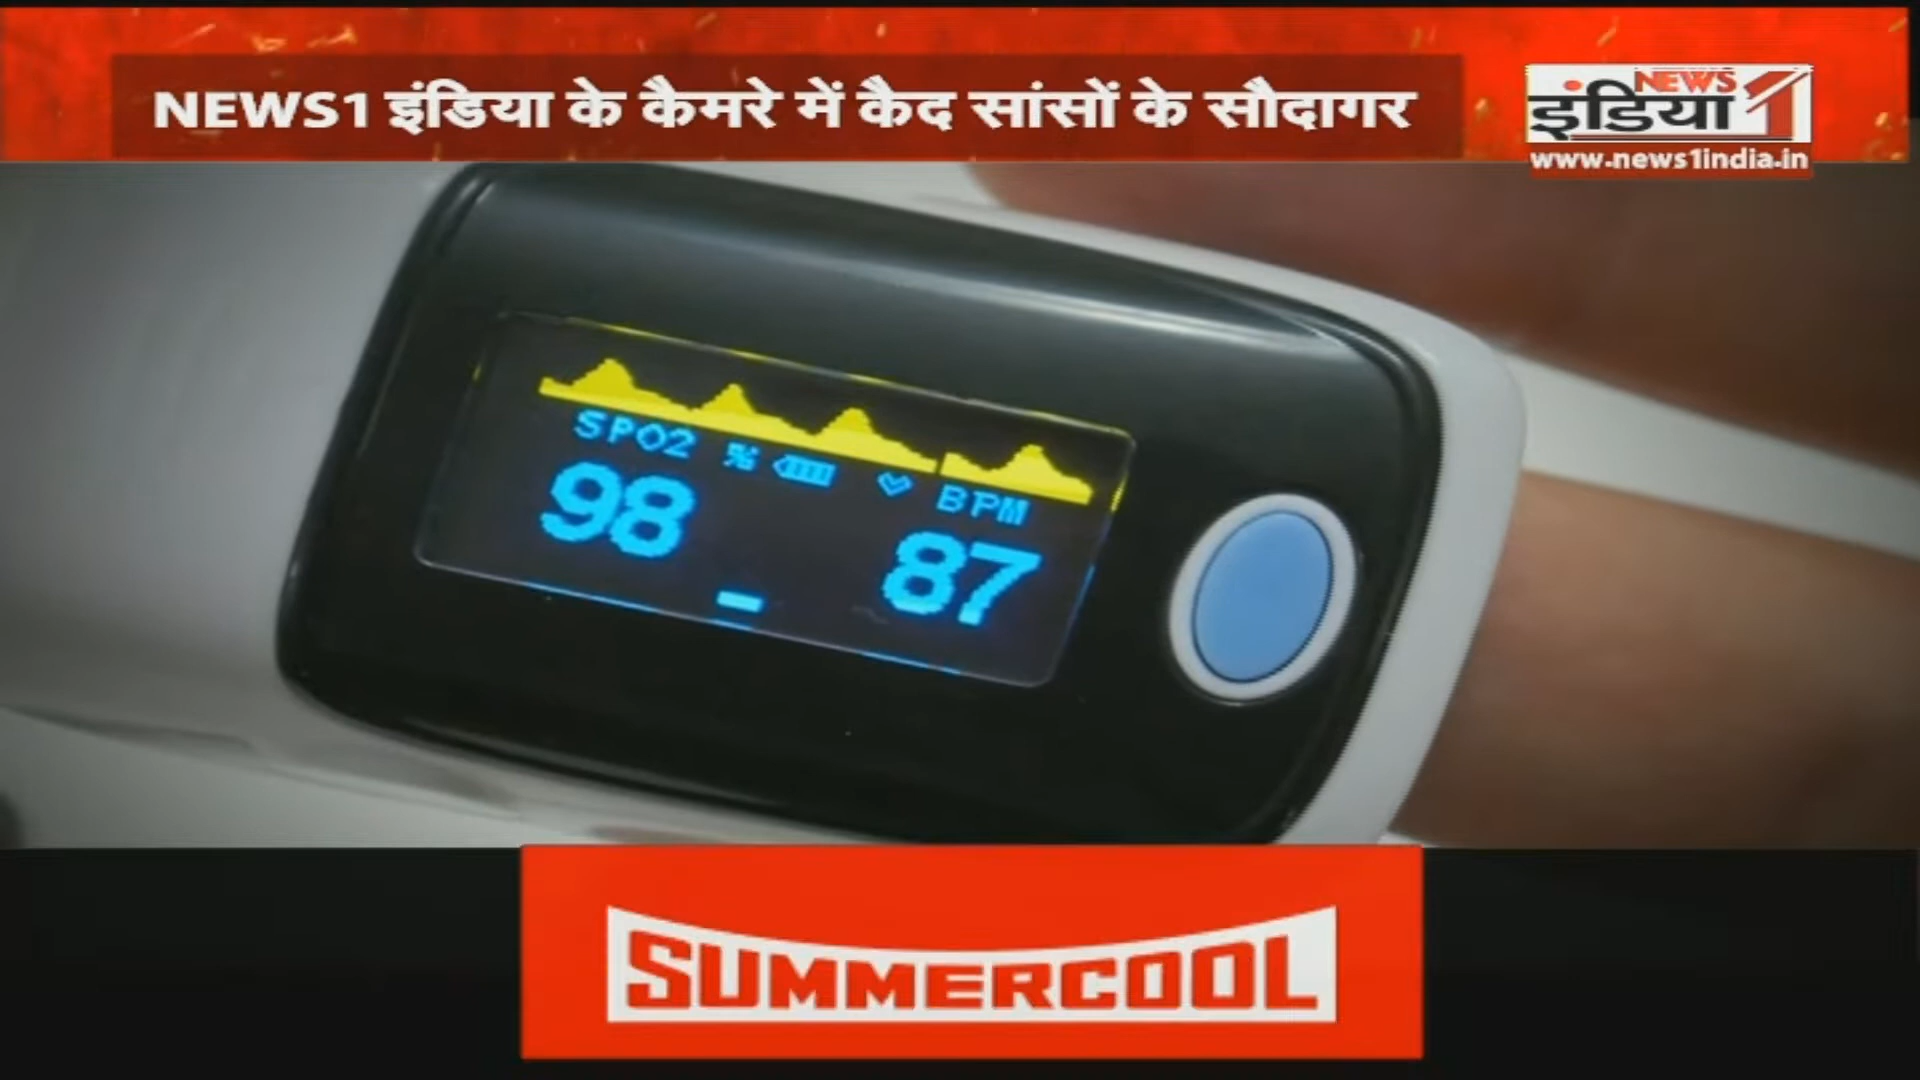 NEWS1 इंडिया के कैमरे में कैद सांसों के सौदागर
NEWS
इंडिया 1
www.news1india.in
SPO2 % BPM
98 87
SUMMERCOOL